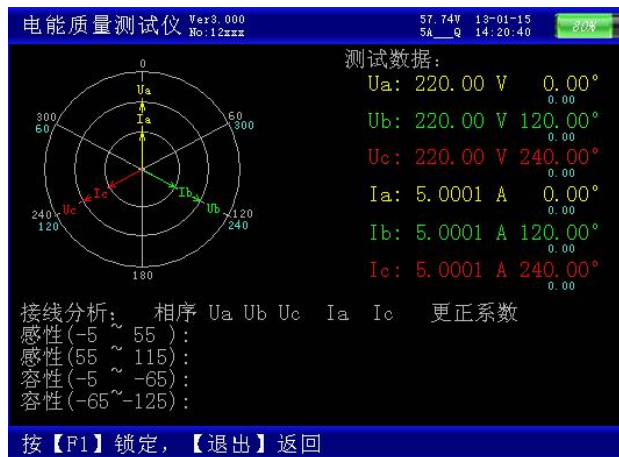 电能质量测试仪 Ver3.000 57.74V 13-01-15
No:12xxx 5A__Q 14:20:40 80%
测试数据:
0
Ua
Ia
300 60
60 300
Uc Ic
Ib Ub
240 120
120 240
180
Ua: 220.00 V 0.00°
0.00
Ub: 220.00 V 120.00°
0.00
Uc: 220.00 V 240.00°
0.00
Ia: 5.0001 A 0.00°
0.00
Ib: 5.0001 A 120.00°
0.00
Ic: 5.0001 A 240.00°
0.00
接线分析: 相序 Ua Ub Uc Ia Ic 更正系数
感性(-5 ~ 55 ):
感性(55 ~ 115):
容性(-5 ~ -65):
容性(-65~-125):
按【F1】锁定,【退出】返回